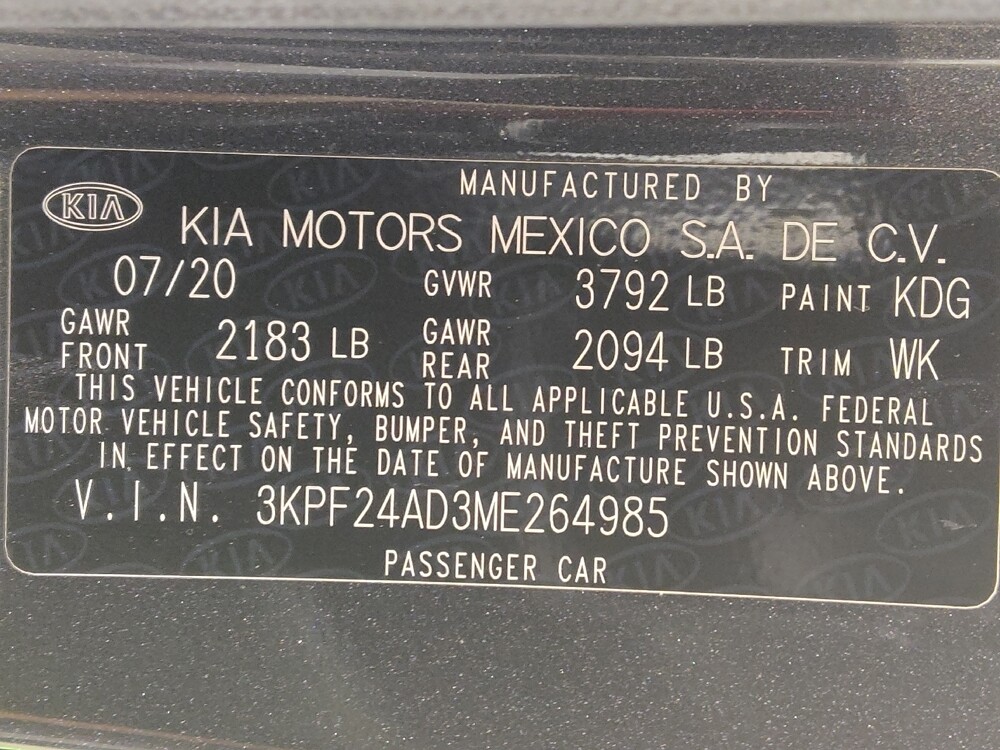 MANUFACTURED BY
KIA
KIA MOTORS MEXICO S.A. DE C.V.
07/20 GVWR 3792 LB PAINT KDG
GAWR FRONT 2183 LB GAWR REAR 2094 LB TRIM WK
THIS VEHICLE CONFORMS TO ALL APPLICABLE U.S.A. FEDERAL
MOTOR VEHICLE SAFETY, BUMPER, AND THEFT PREVENTION STANDARDS
IN EFFECT ON THE DATE OF MANUFACTURE SHOWN ABOVE.
V.I.N. 3KPF24AD3ME264985
PASSENGER CAR